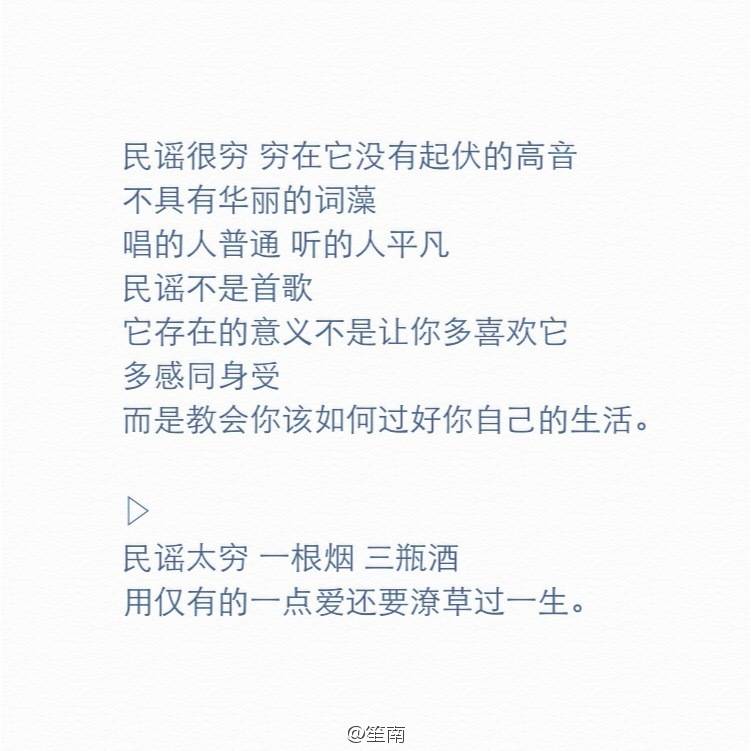 民谣很穷 穷在它没有起伏的高音
不具有华丽的词藻
唱的人普通 听的人平凡
民谣不是首歌
它存在的意义不是让你多喜欢它
多感同身受
而是教会你该如何过好你自己的生活。
▷
民谣太穷 一根烟 三瓶酒
用仅有的一点爱还要潦草过一生。
@笙南